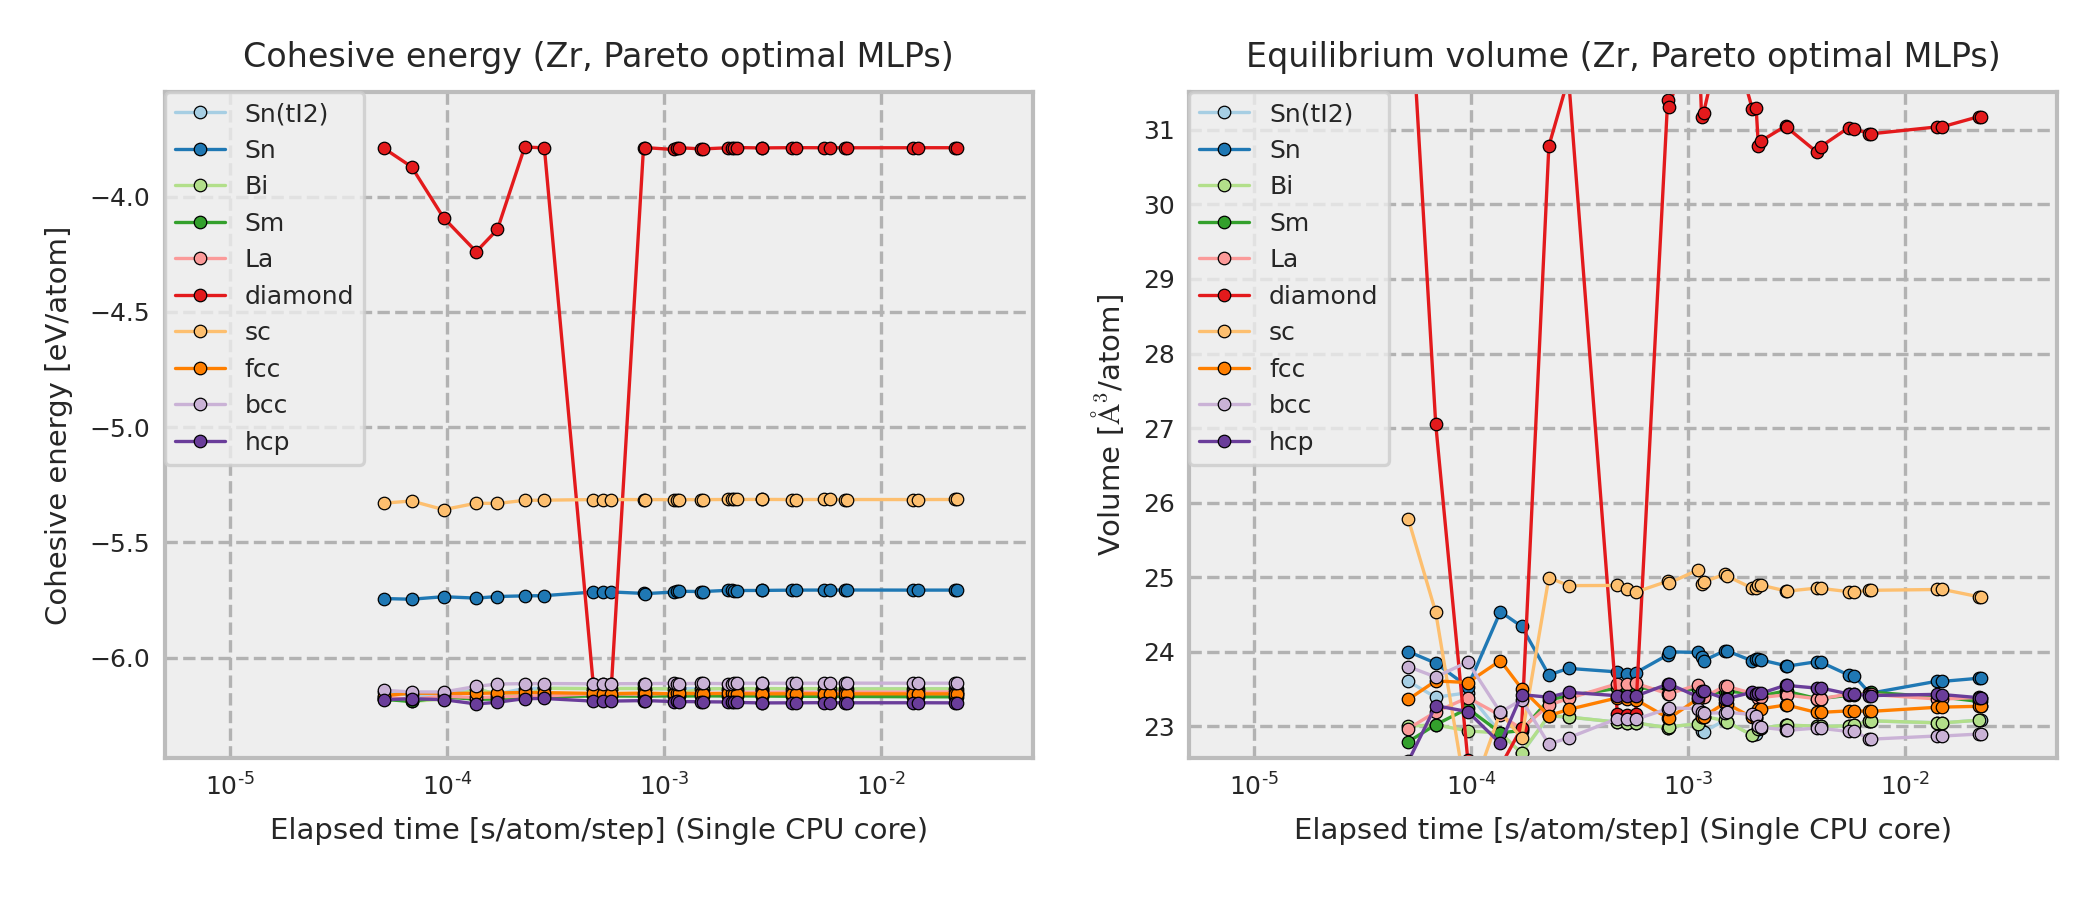 Cohesive energy (Zr, Pareto optimal MLPs)
Cohesive energy [eV/atom]
−4.0
−4.5
−5.0
−5.5
−6.0
Sn(tI2)
Sn
Bi
Sm
La
diamond
sc
fcc
bcc
hcp
10⁻⁵ 10⁻⁴ 10⁻³ 10⁻²
Elapsed time [s/atom/step] (Single CPU core)
Equilibrium volume (Zr, Pareto optimal MLPs)
Volume [Å³/atom]
31
30
29
28
27
26
25
24
23
Sn(tI2)
Sn
Bi
Sm
La
diamond
sc
fcc
bcc
hcp
10⁻⁵ 10⁻⁴ 10⁻³ 10⁻²
Elapsed time [s/atom/step] (Single CPU core)